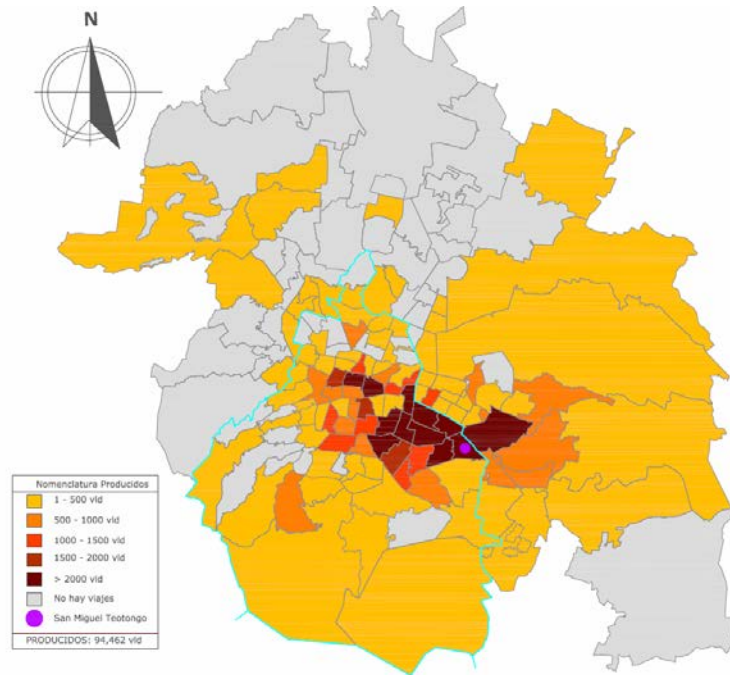 N
Nomenclatura Producidos
1 - 500 vld
500 - 1000 vld
1000 - 1500 vld
1500 - 2000 vld
> 2000 vld
No hay viajes
San Miguel Teotongo
PRODUCIDOS: 94,462 vld